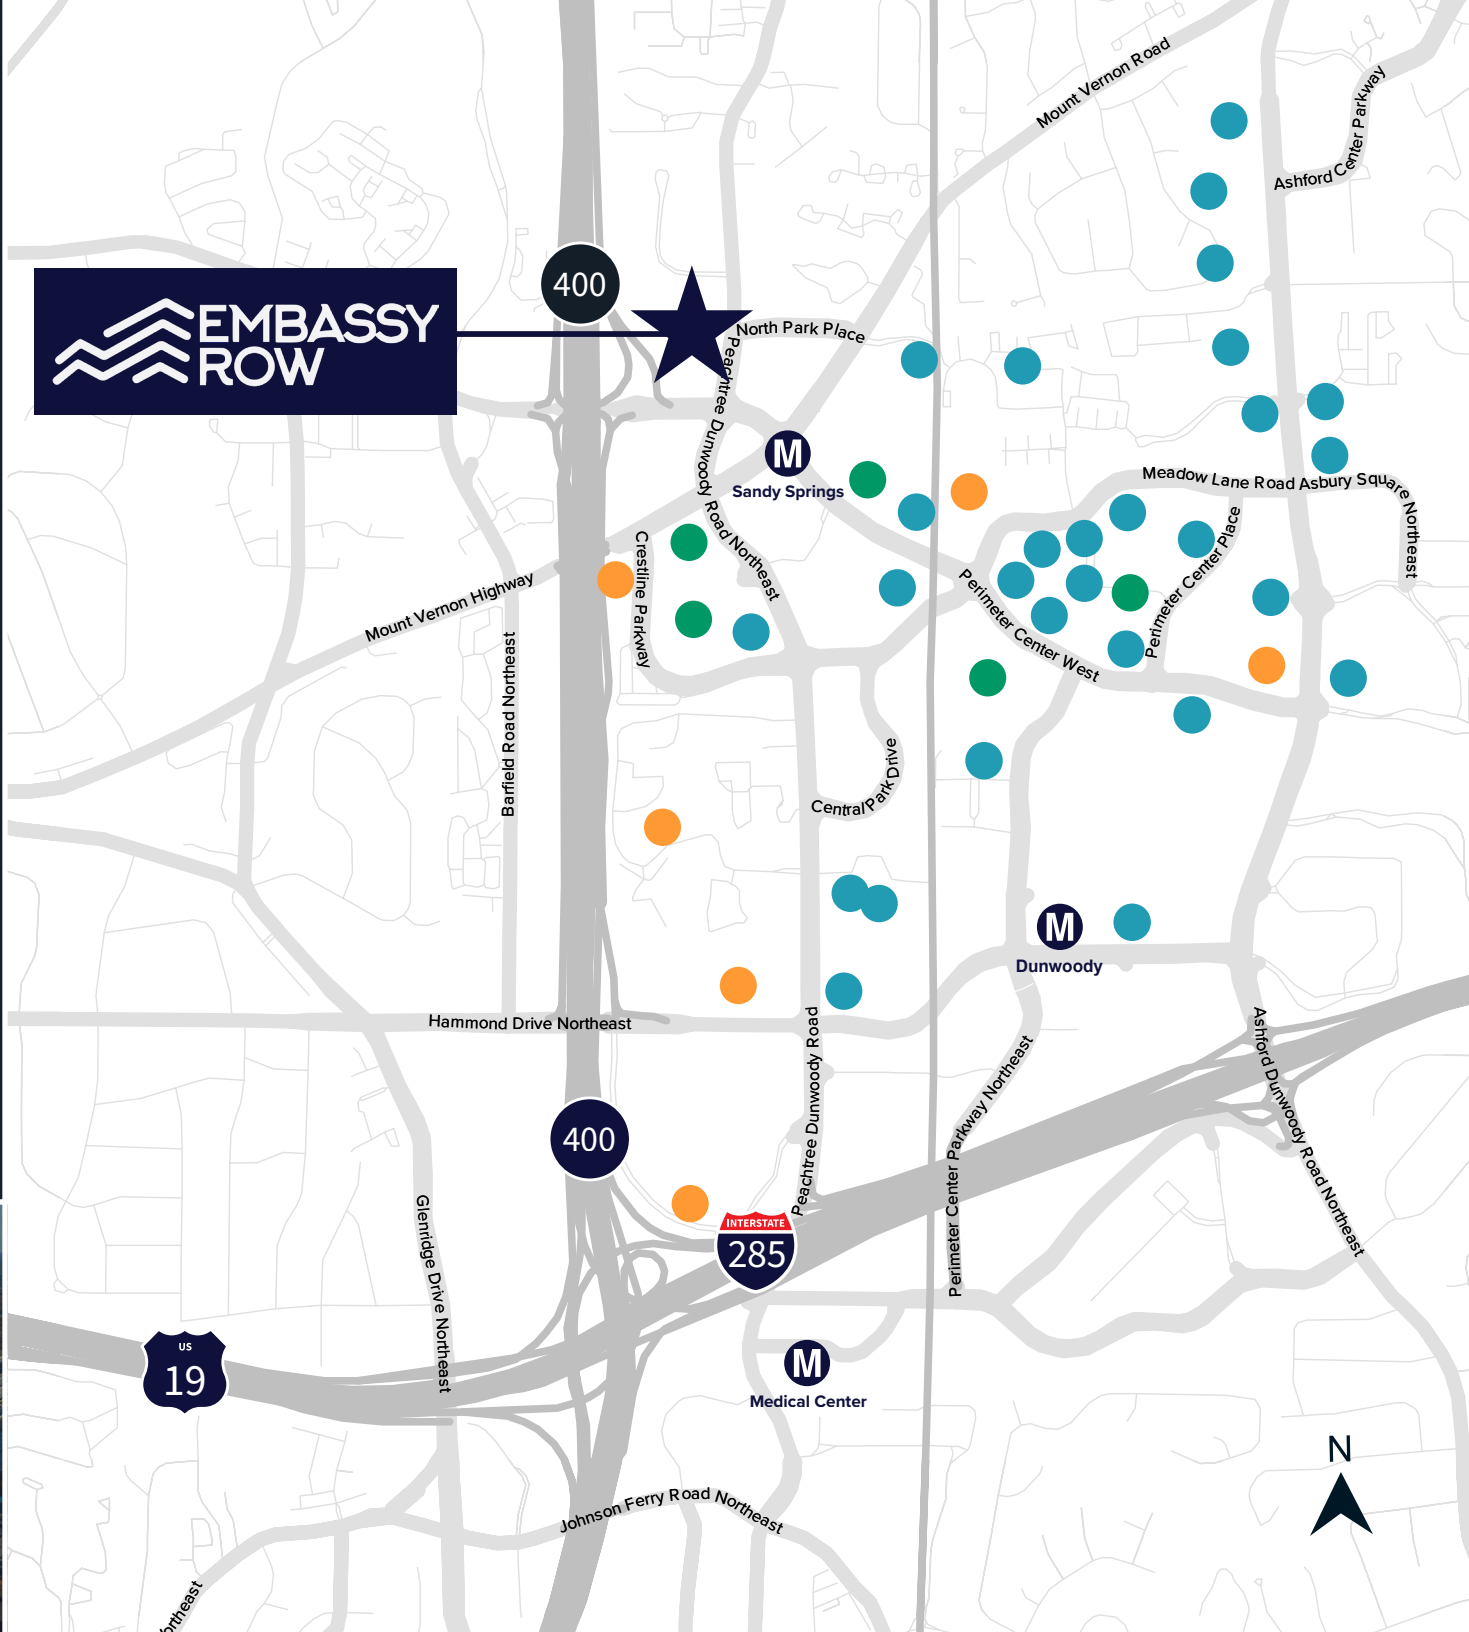 Mount Vernon Road
Ashford Center Parkway
400
EMBASSY
ROW
North Park Place
Peachtree Dunwoody Road Northeast
M
Sandy Springs
Meadow Lane Road
Asbury Square Northeast
Perimeter Center Place
Crestline Parkway
Mount Vernon Highway
Perimeter Center West
Barfield Road Northeast
Central Park Drive
M
Dunwoody
Hammond Drive Northeast
Peachtree Dunwoody Road
Perimeter Center Parkway Northeast
Ashford Dunwoody Road Northeast
400
Glenridge Drive Northeast
INTERSTATE
285
US
19
M
Medical Center
N
Johnson Ferry Road Northeast